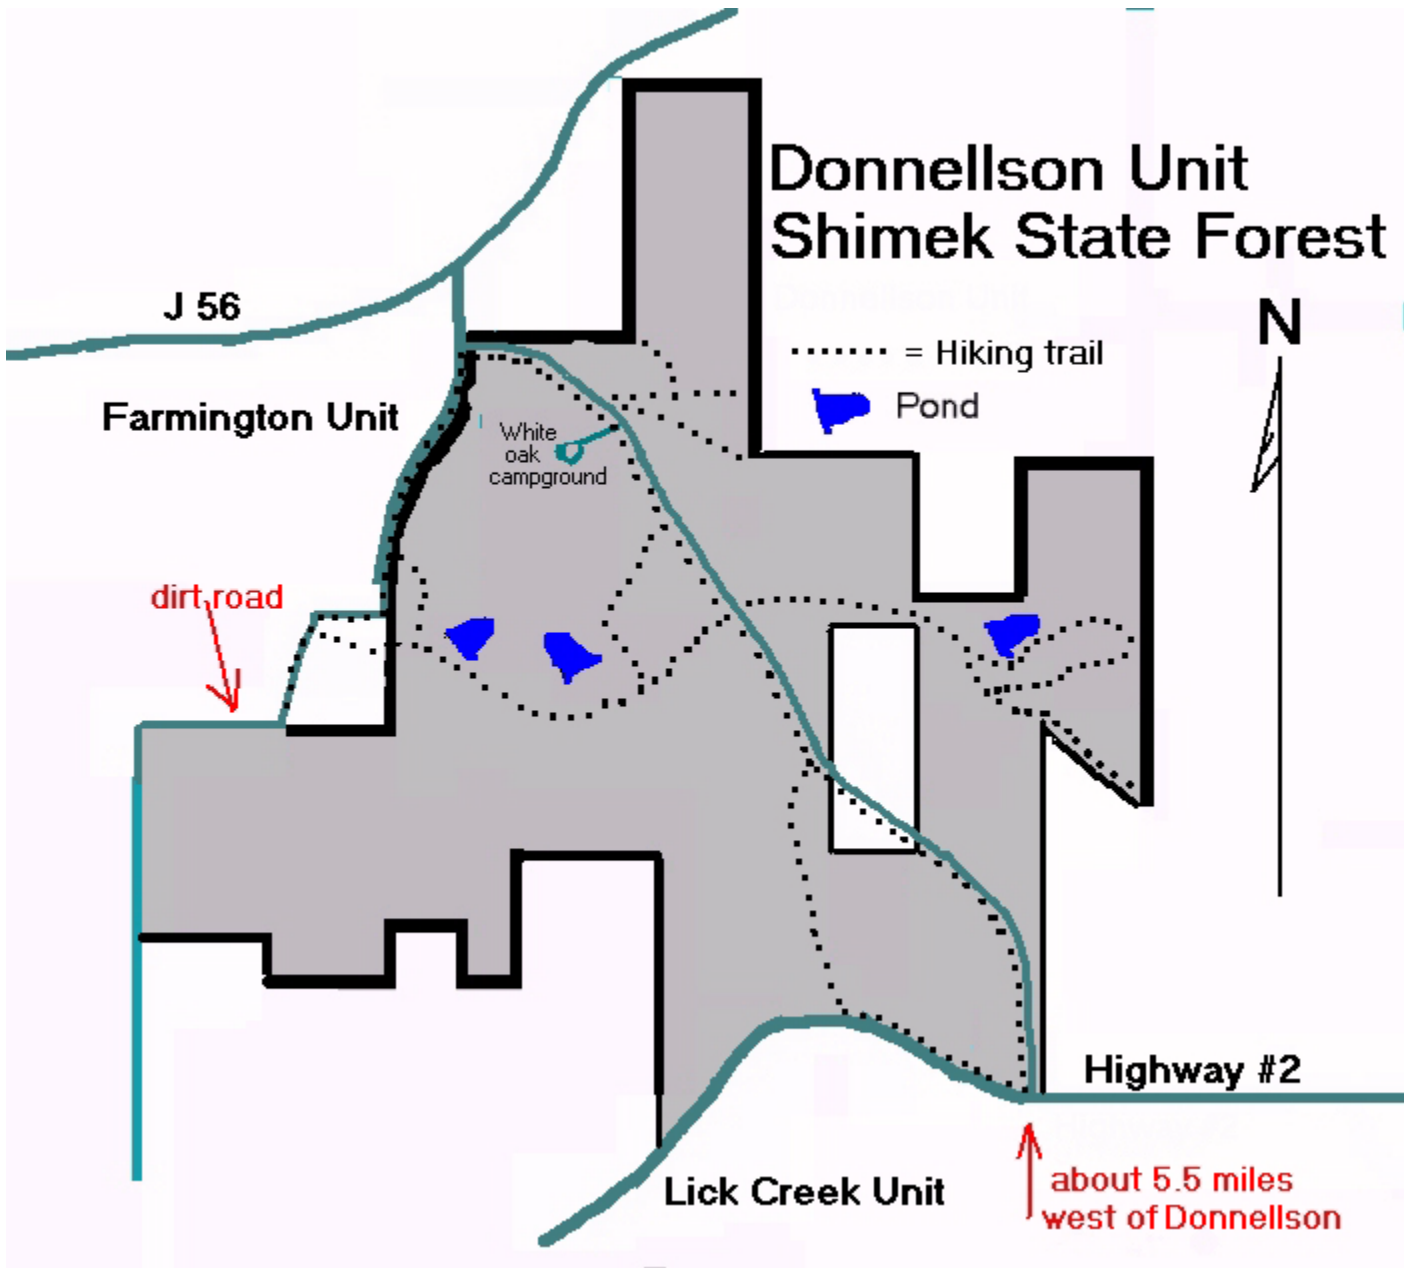 Donnellson Unit
Shimek State Forest
J 56
N
= Hiking trail
Pond
Farmington Unit
White
oak
campground
dirt road
Highway #2
Lick Creek Unit
about 5.5 miles
west of Donnellson